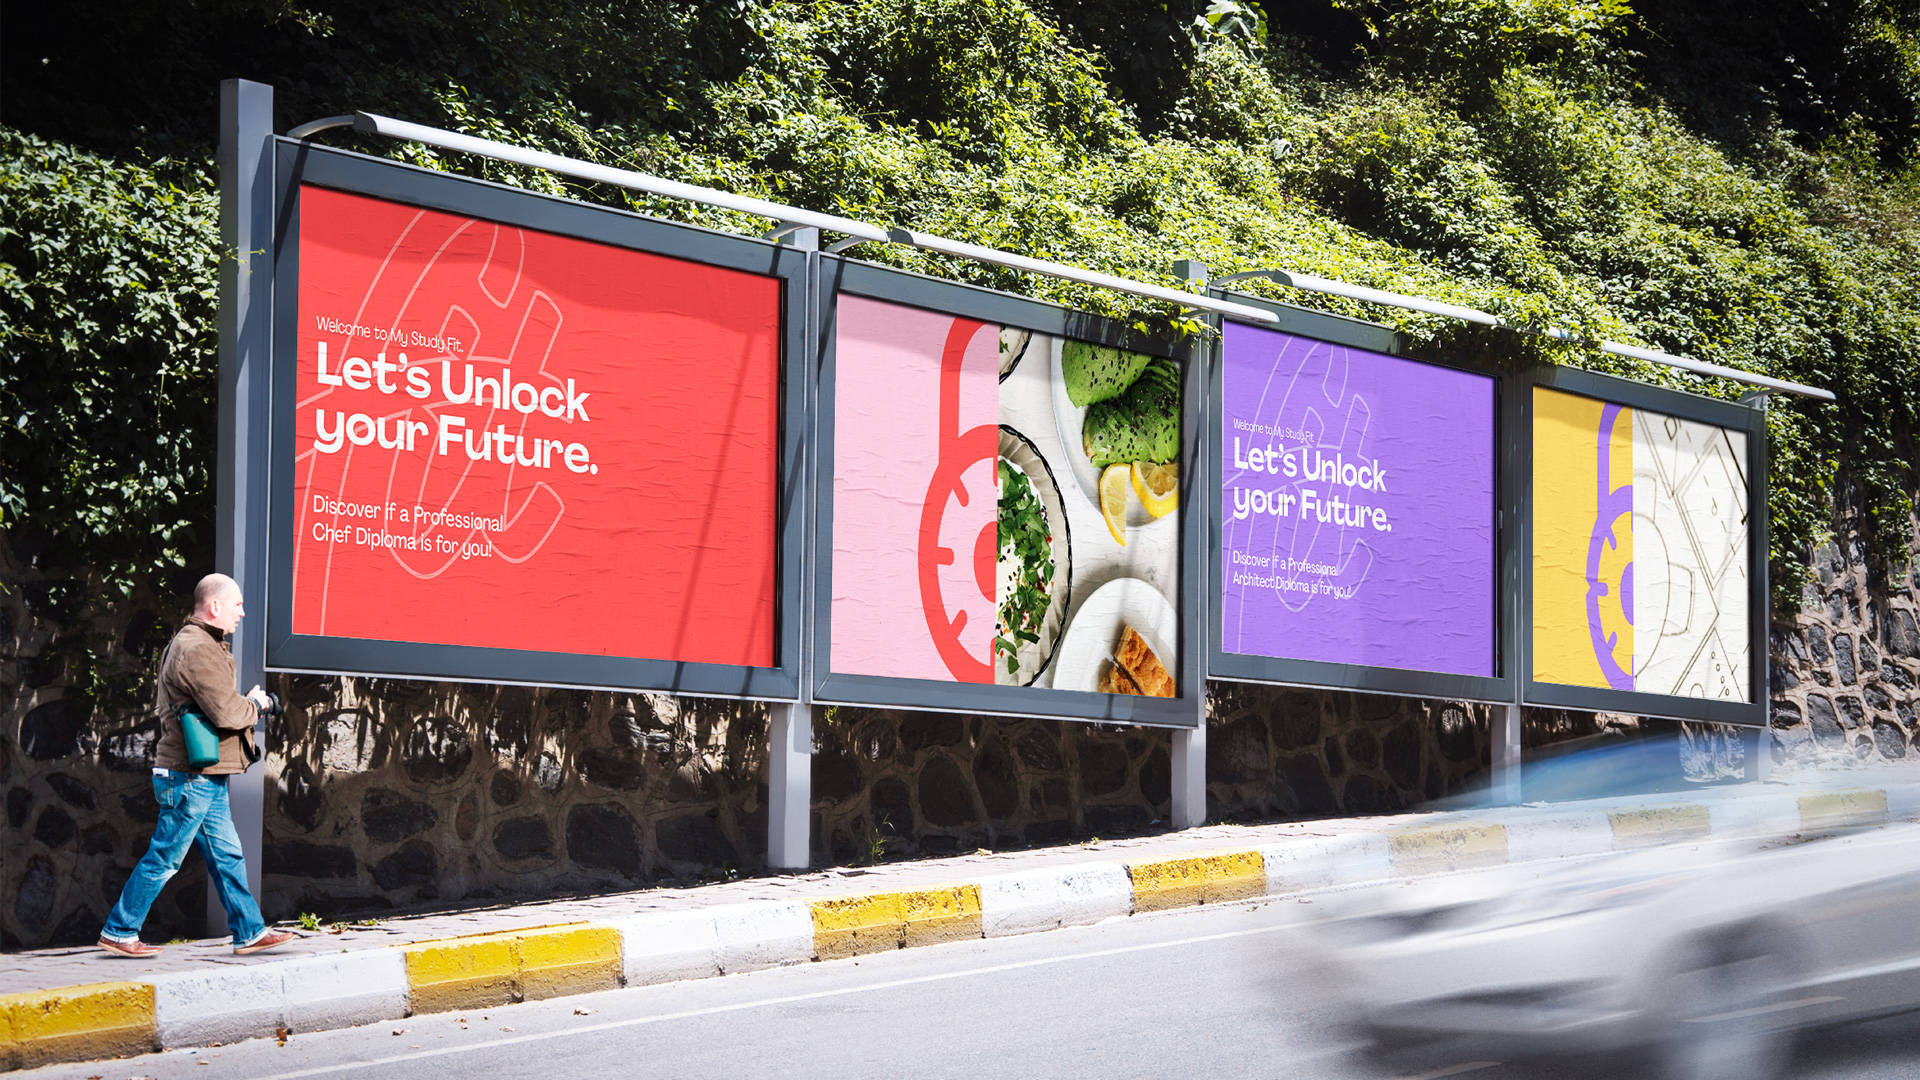 Welcome to My Study Fit.
Let's Unlock
your Future.
Discover if a Professional
Chef Diploma is for you!
Welcome to My Study Fit.
Let's Unlock
your Future.
Discover if a Professional
Architect Diploma is for you!